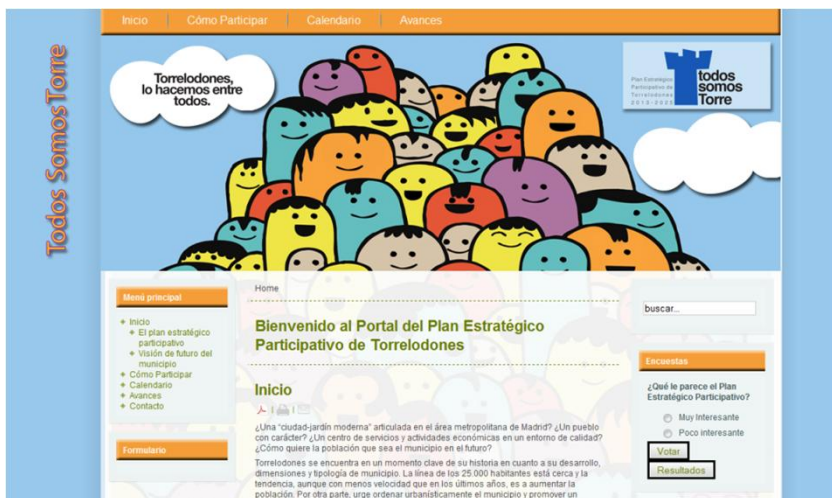 Inicio
Cómo Participar
Calendario
Avances
Todos Somos Torre
Torrelodones,
lo hacemos entre
todos.
Plan Estratégico
Participativo de
Torrelodones
todos
somos
Torre
Menú principal
Inicio
El plan estratégico
participativo
Visión de futuro del
municipio
Cómo Participar
Calendario
Avances
Contacto
Formulario
Home
Bienvenido al Portal del Plan Estratégico
Participativo de Torrelodones
Inicio
¿Una "ciudad-jardín moderna" articulada en el área metropolitana de Madrid? ¿Un pueblo
con carácter? ¿Un centro de servicios y actividades económicas en un entorno de calidad?
¿Cómo quiere la población que sea el municipio en el futuro?
Torrelodones se encuentra en un momento clave de su historia en cuanto a su desarrollo,
dimensiones y tipología de municipio. La línea de los 25.000 habitantes está cerca y la
tendencia, aunque con menos velocidad que en los últimos años, es a aumentar la
población. Por otra parte, urge ordenar urbanísticamente el municipio y promover un
buscar...
Encuestas
¿Qué le parece el Plan
Estratégico Participativo?
Muy Interesante
Poco interesante
Votar
Resultados